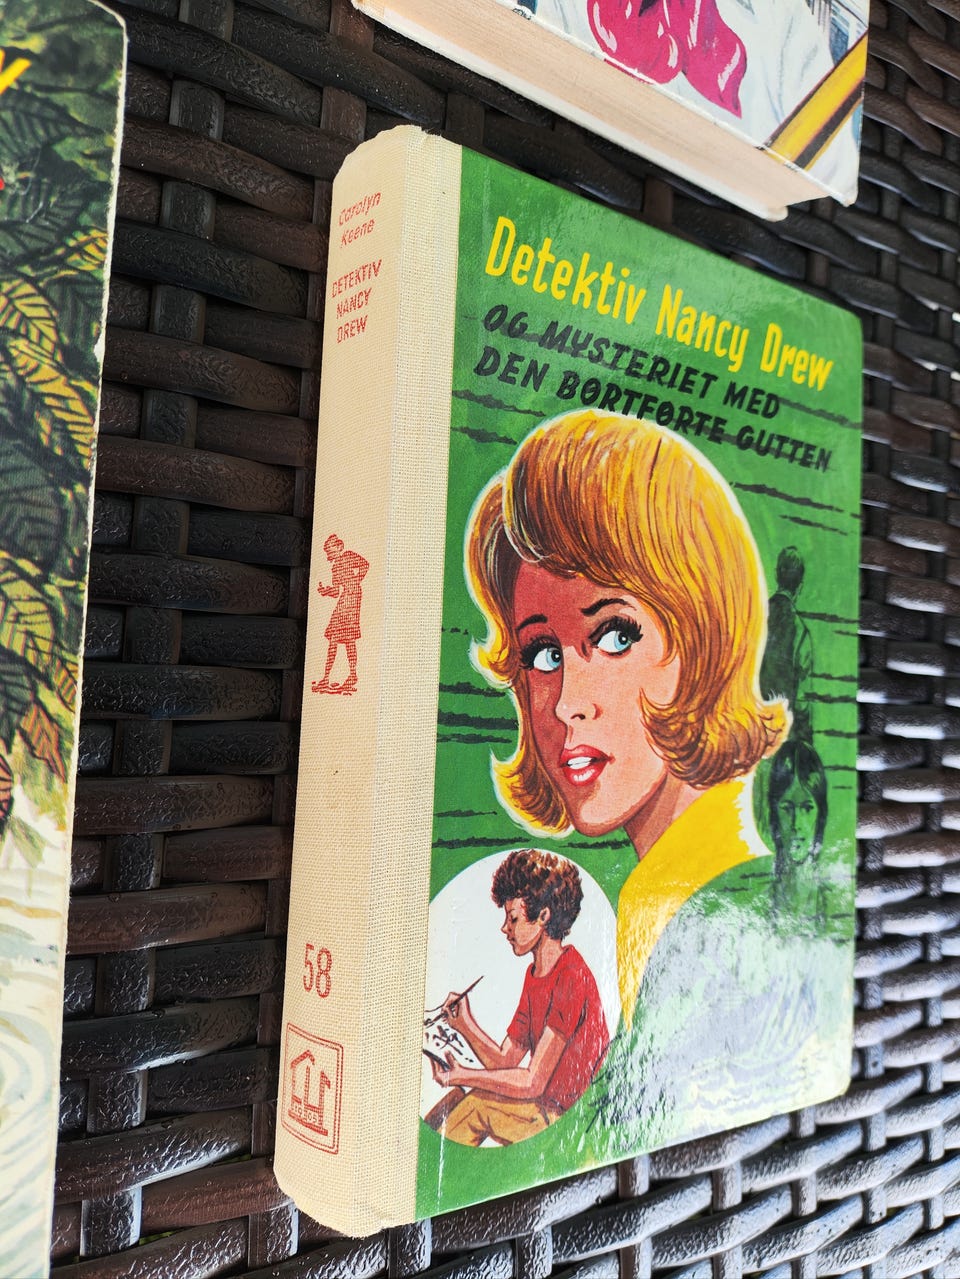 Carolyn
Keene
DETEKTIV
NANCY
DREW
58
Detektiv Nancy Drew
OG MYSTERIET MED
DEN BORTFØRTE GUTTEN